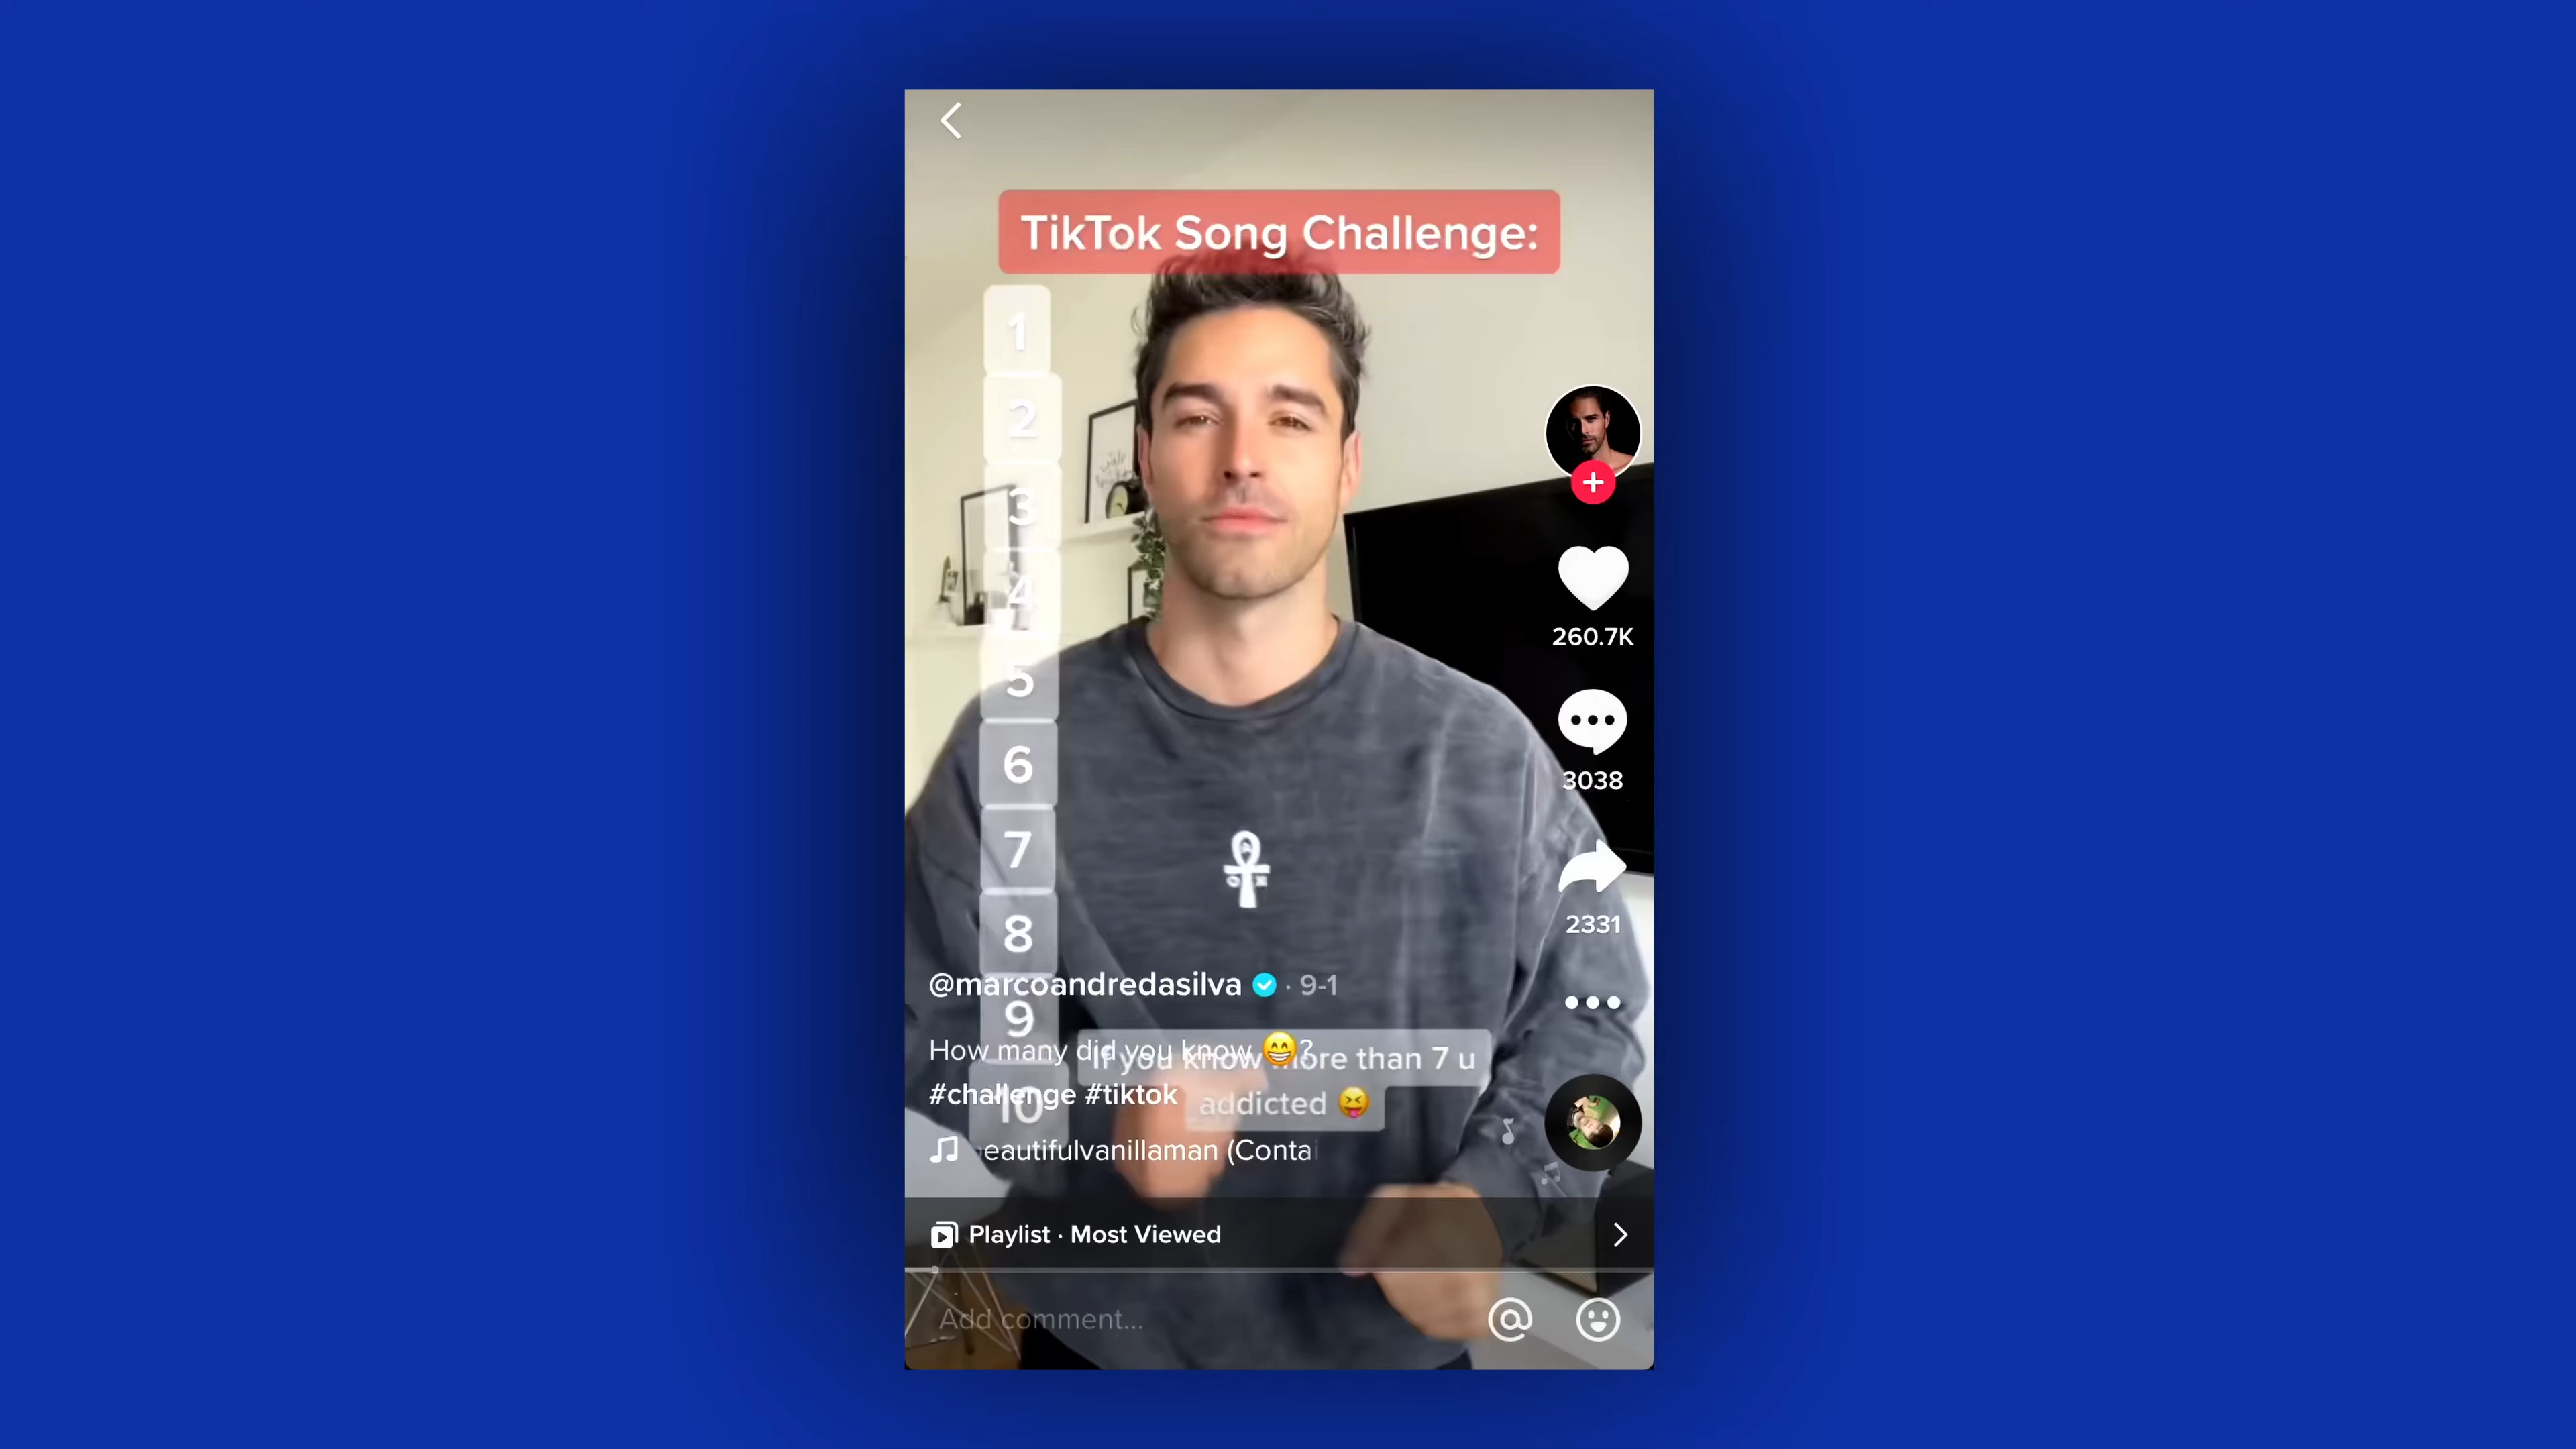 TikTok Song Challenge:
1
2
3
4
5
6
7
8
9
10
260.7K
3038
2331
@marcoandredasilva · 9-1
If you know more than 7 u
addicted 😝
How many did you know 😁?
#challenge #tiktok
eautifulvanillaman (Conta
Playlist · Most Viewed
Add comment...